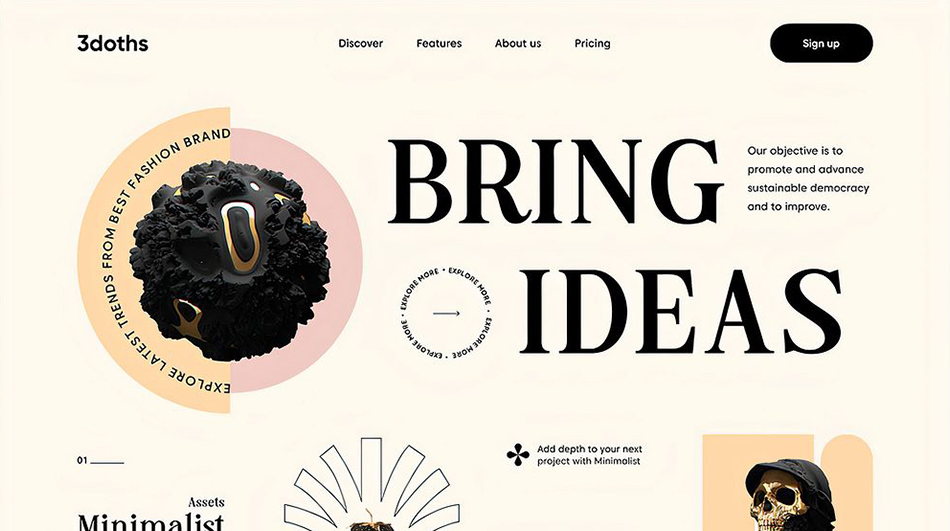 3doths
Discover
Features
About us
Pricing
Sign up
EXPLORE LATEST TRENDS FROM BEST FASHION BRAND
BRING
Our objective is to
promote and advance
sustainable democracy
and to improve.
EXPLORE MORE • EXPLORE MORE • EXPLORE MORE • EXPLORE MORE •
IDEAS
01
Add depth to your next
project with Minimalist
Assets
Minimalist